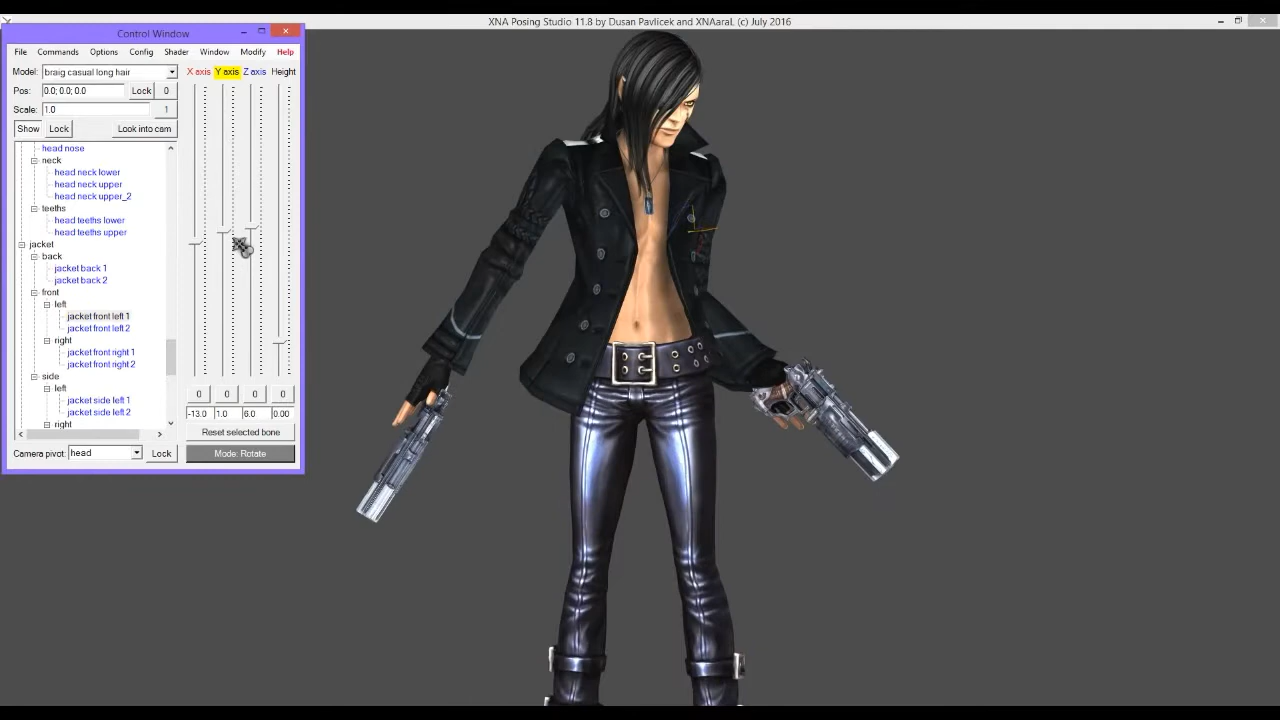 XNA Posing Studio 11.8 by Dusan Pavlicek and XNAaraL (c) July 2016
Control Window
File Commands Options Config Shader Window Modify Help
Model: braig casual long hair X axis Y axis Z axis Height
Pos: 0.0; 0.0; 0.0 Lock 0
Scale: 1.0 1
Show Lock Look into cam
head nose
neck
head neck lower
head neck upper
head neck upper_2
teeths
head teeths lower
head teeths upper
jacket
back
jacket back 1
jacket back 2
front
left
jacket front left 1
jacket front left 2
right
jacket front right 1
jacket front right 2
side
left
jacket side left 1
jacket side left 2
right
0 0 0 0
-13.0 1.0 6.0 0.00
Reset selected bone
Camera pivot: head Lock Mode: Rotate